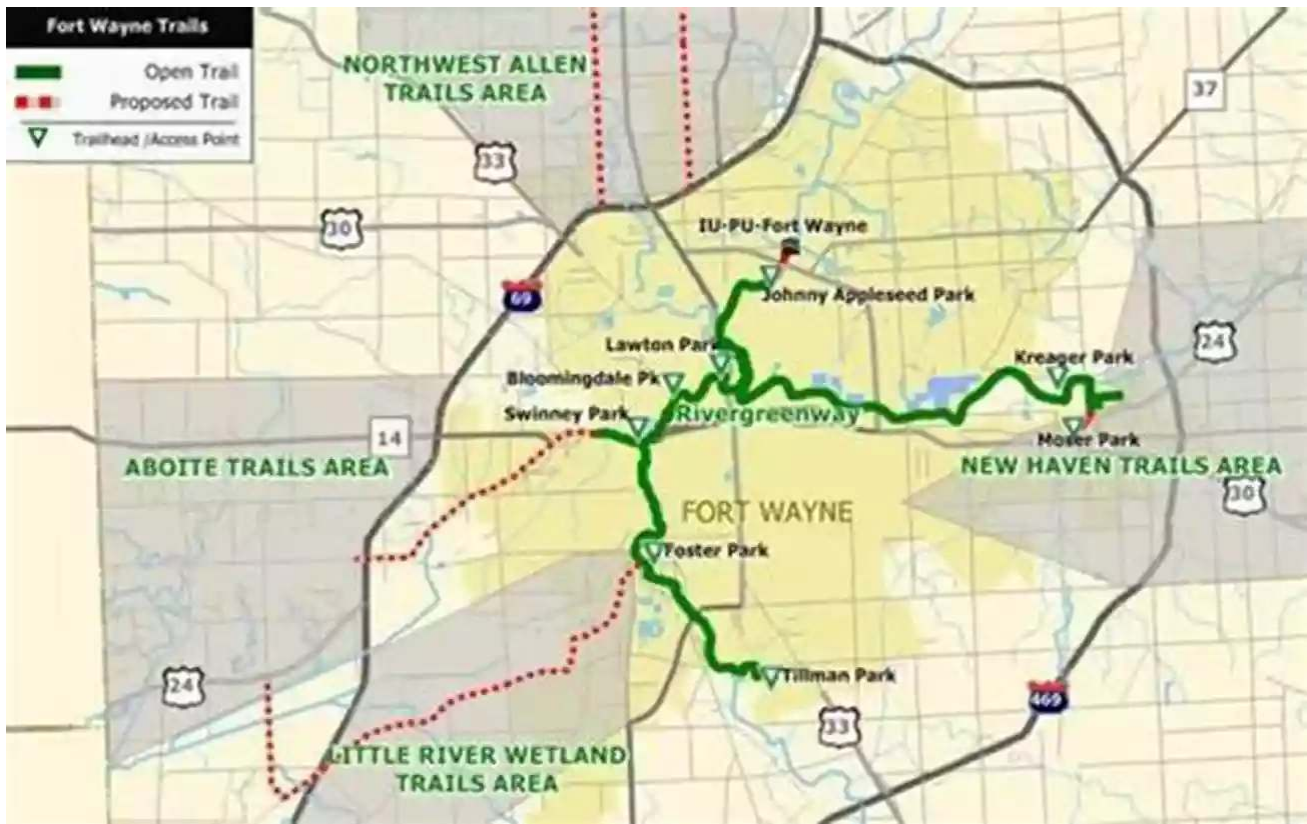 Fort Wayne Trails
Open Trail
Proposed Trail
Trailhead /Access Point
NORTHWEST ALLEN
TRAILS AREA
37
33
30
IU-PU-Fort Wayne
69
Johnny Appleseed Park
24
Lawton Park
Kreager Park
Bloomingdale Pk
Swinney Park
Rivergreenway
14
Moser Park
ABOITE TRAILS AREA
NEW HAVEN TRAILS AREA
30
FORT WAYNE
Foster Park
24
Tillman Park
469
33
LITTLE RIVER WETLAND
TRAILS AREA